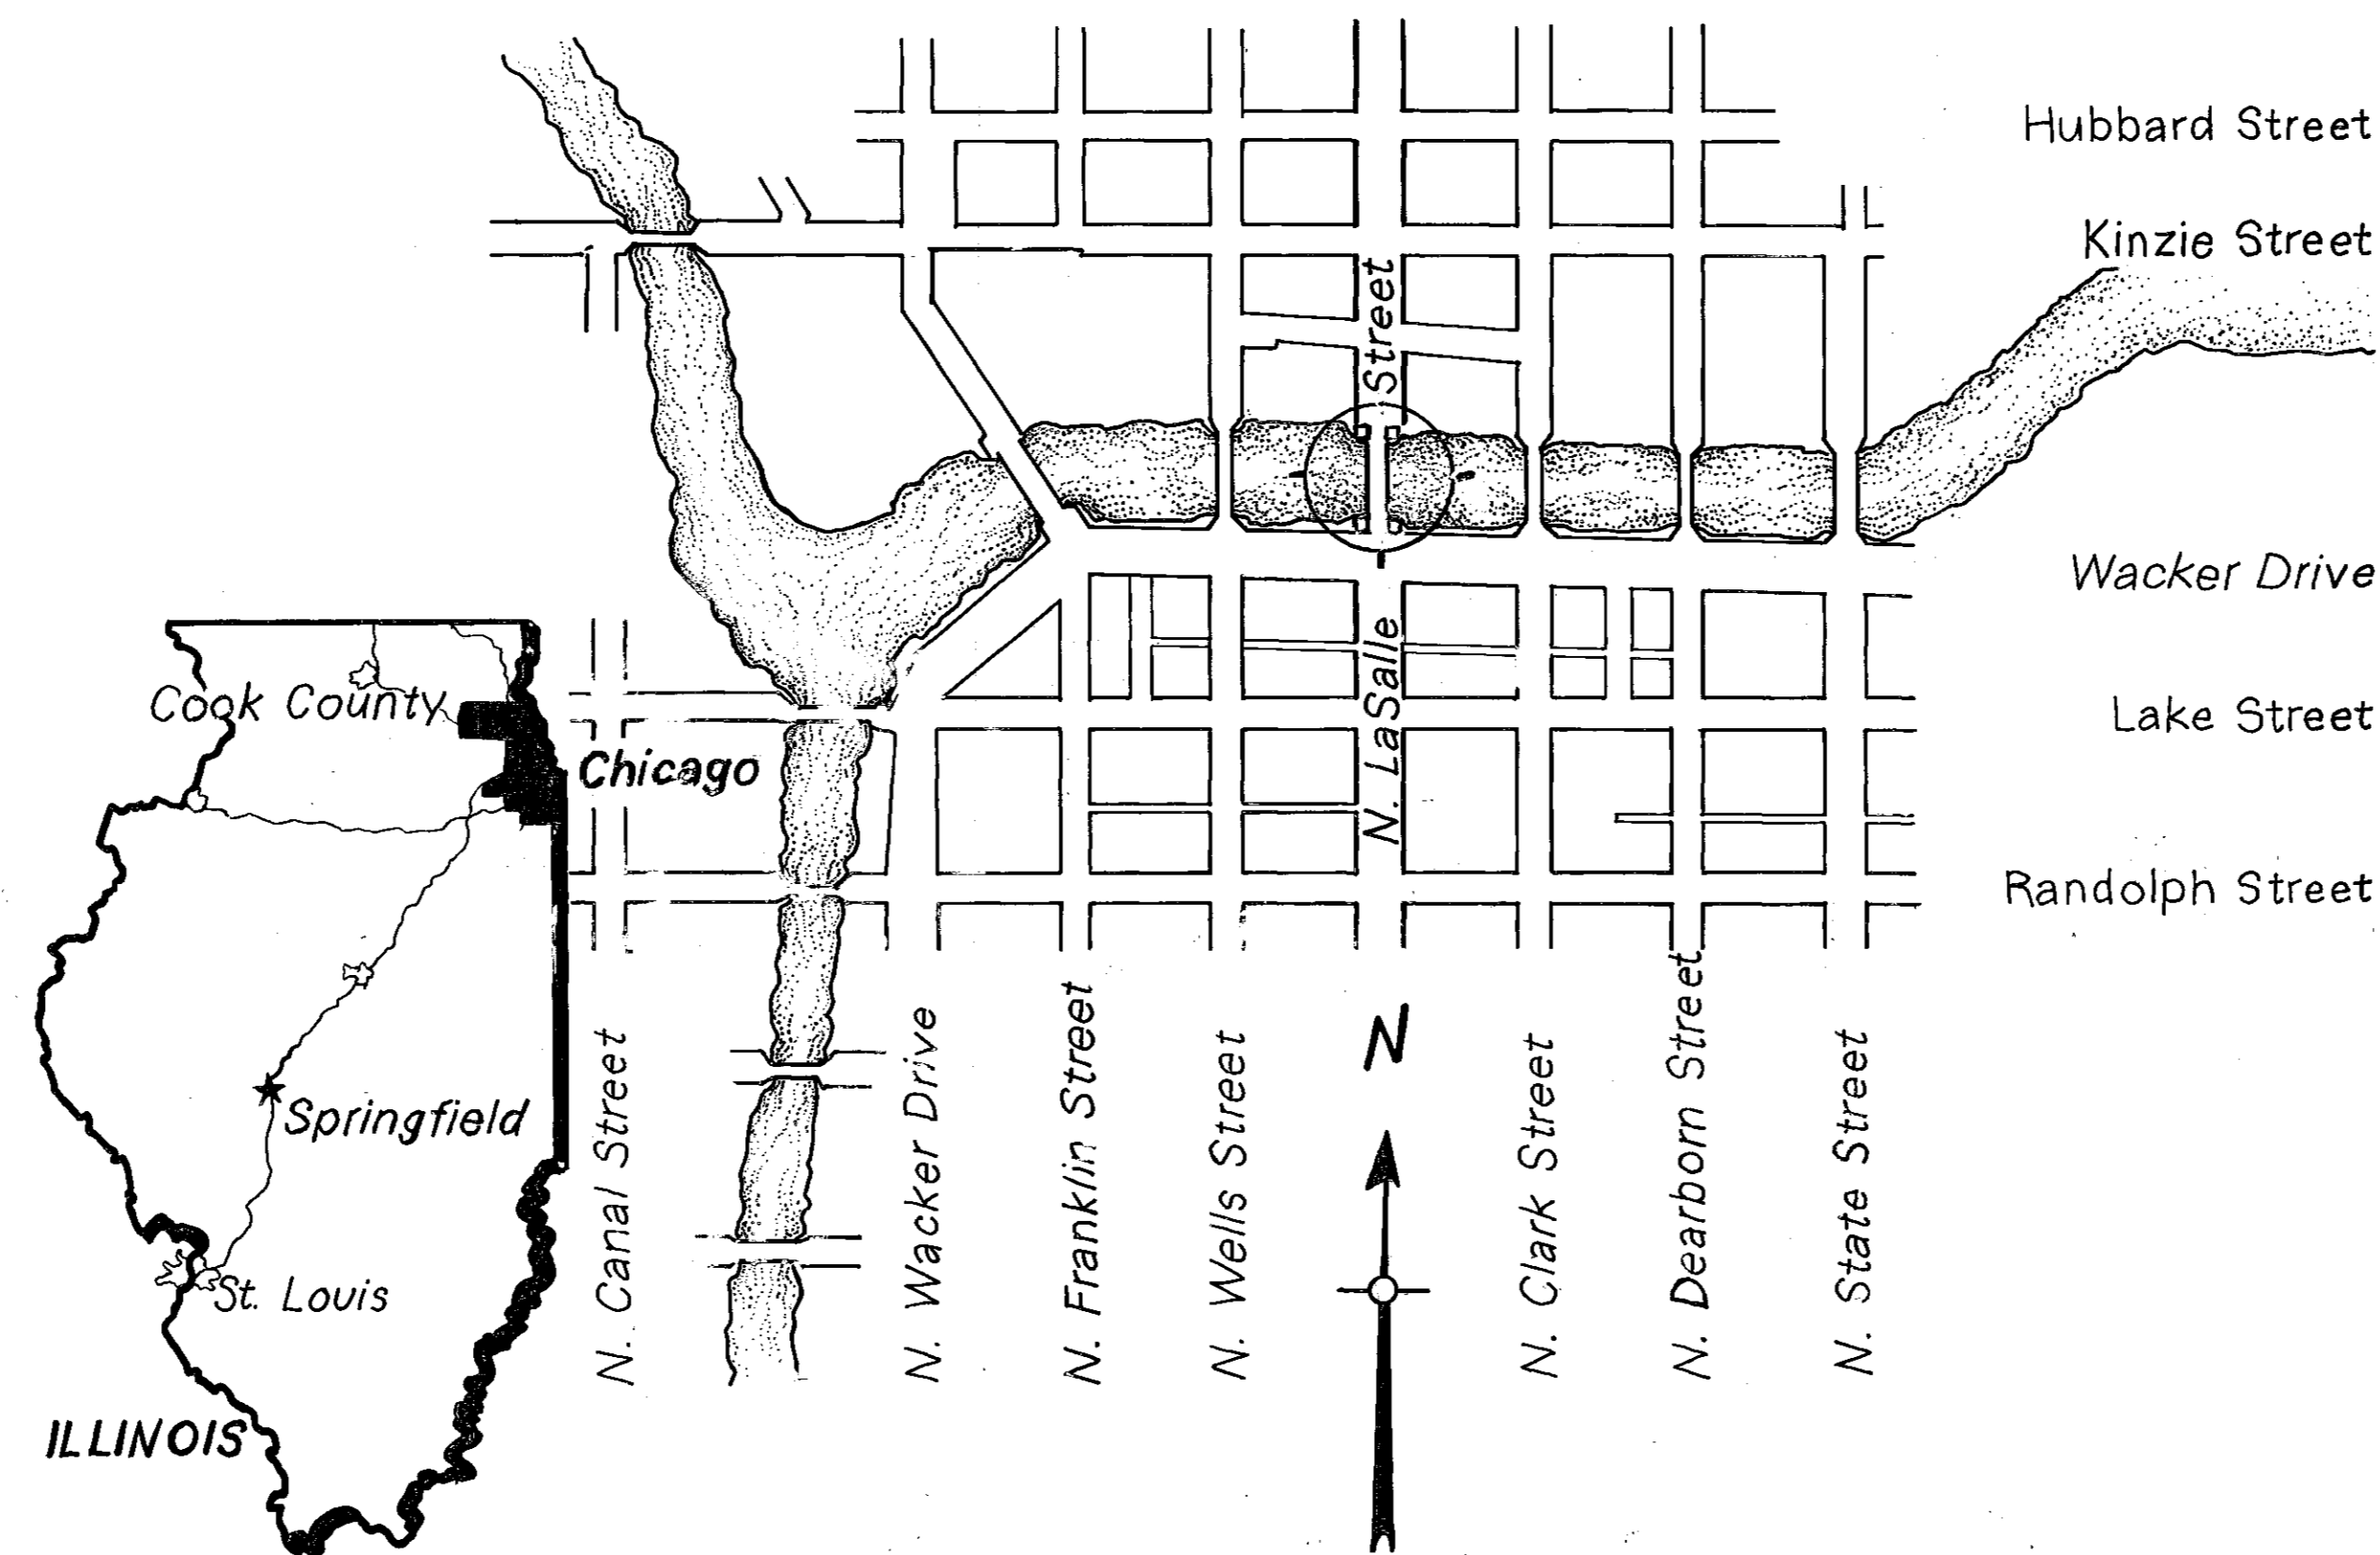 Hubbard Street
Kinzie Street
Street
Wacker Drive
N. LaSalle
Cook County
Lake Street
Chicago
Randolph Street
N
Springfield
St. Louis
ILLINOIS
N. Canal Street
N. Wacker Drive
N. Franklin Street
N. Wells Street
N. Clark Street
N. Dearborn Street
N. State Street